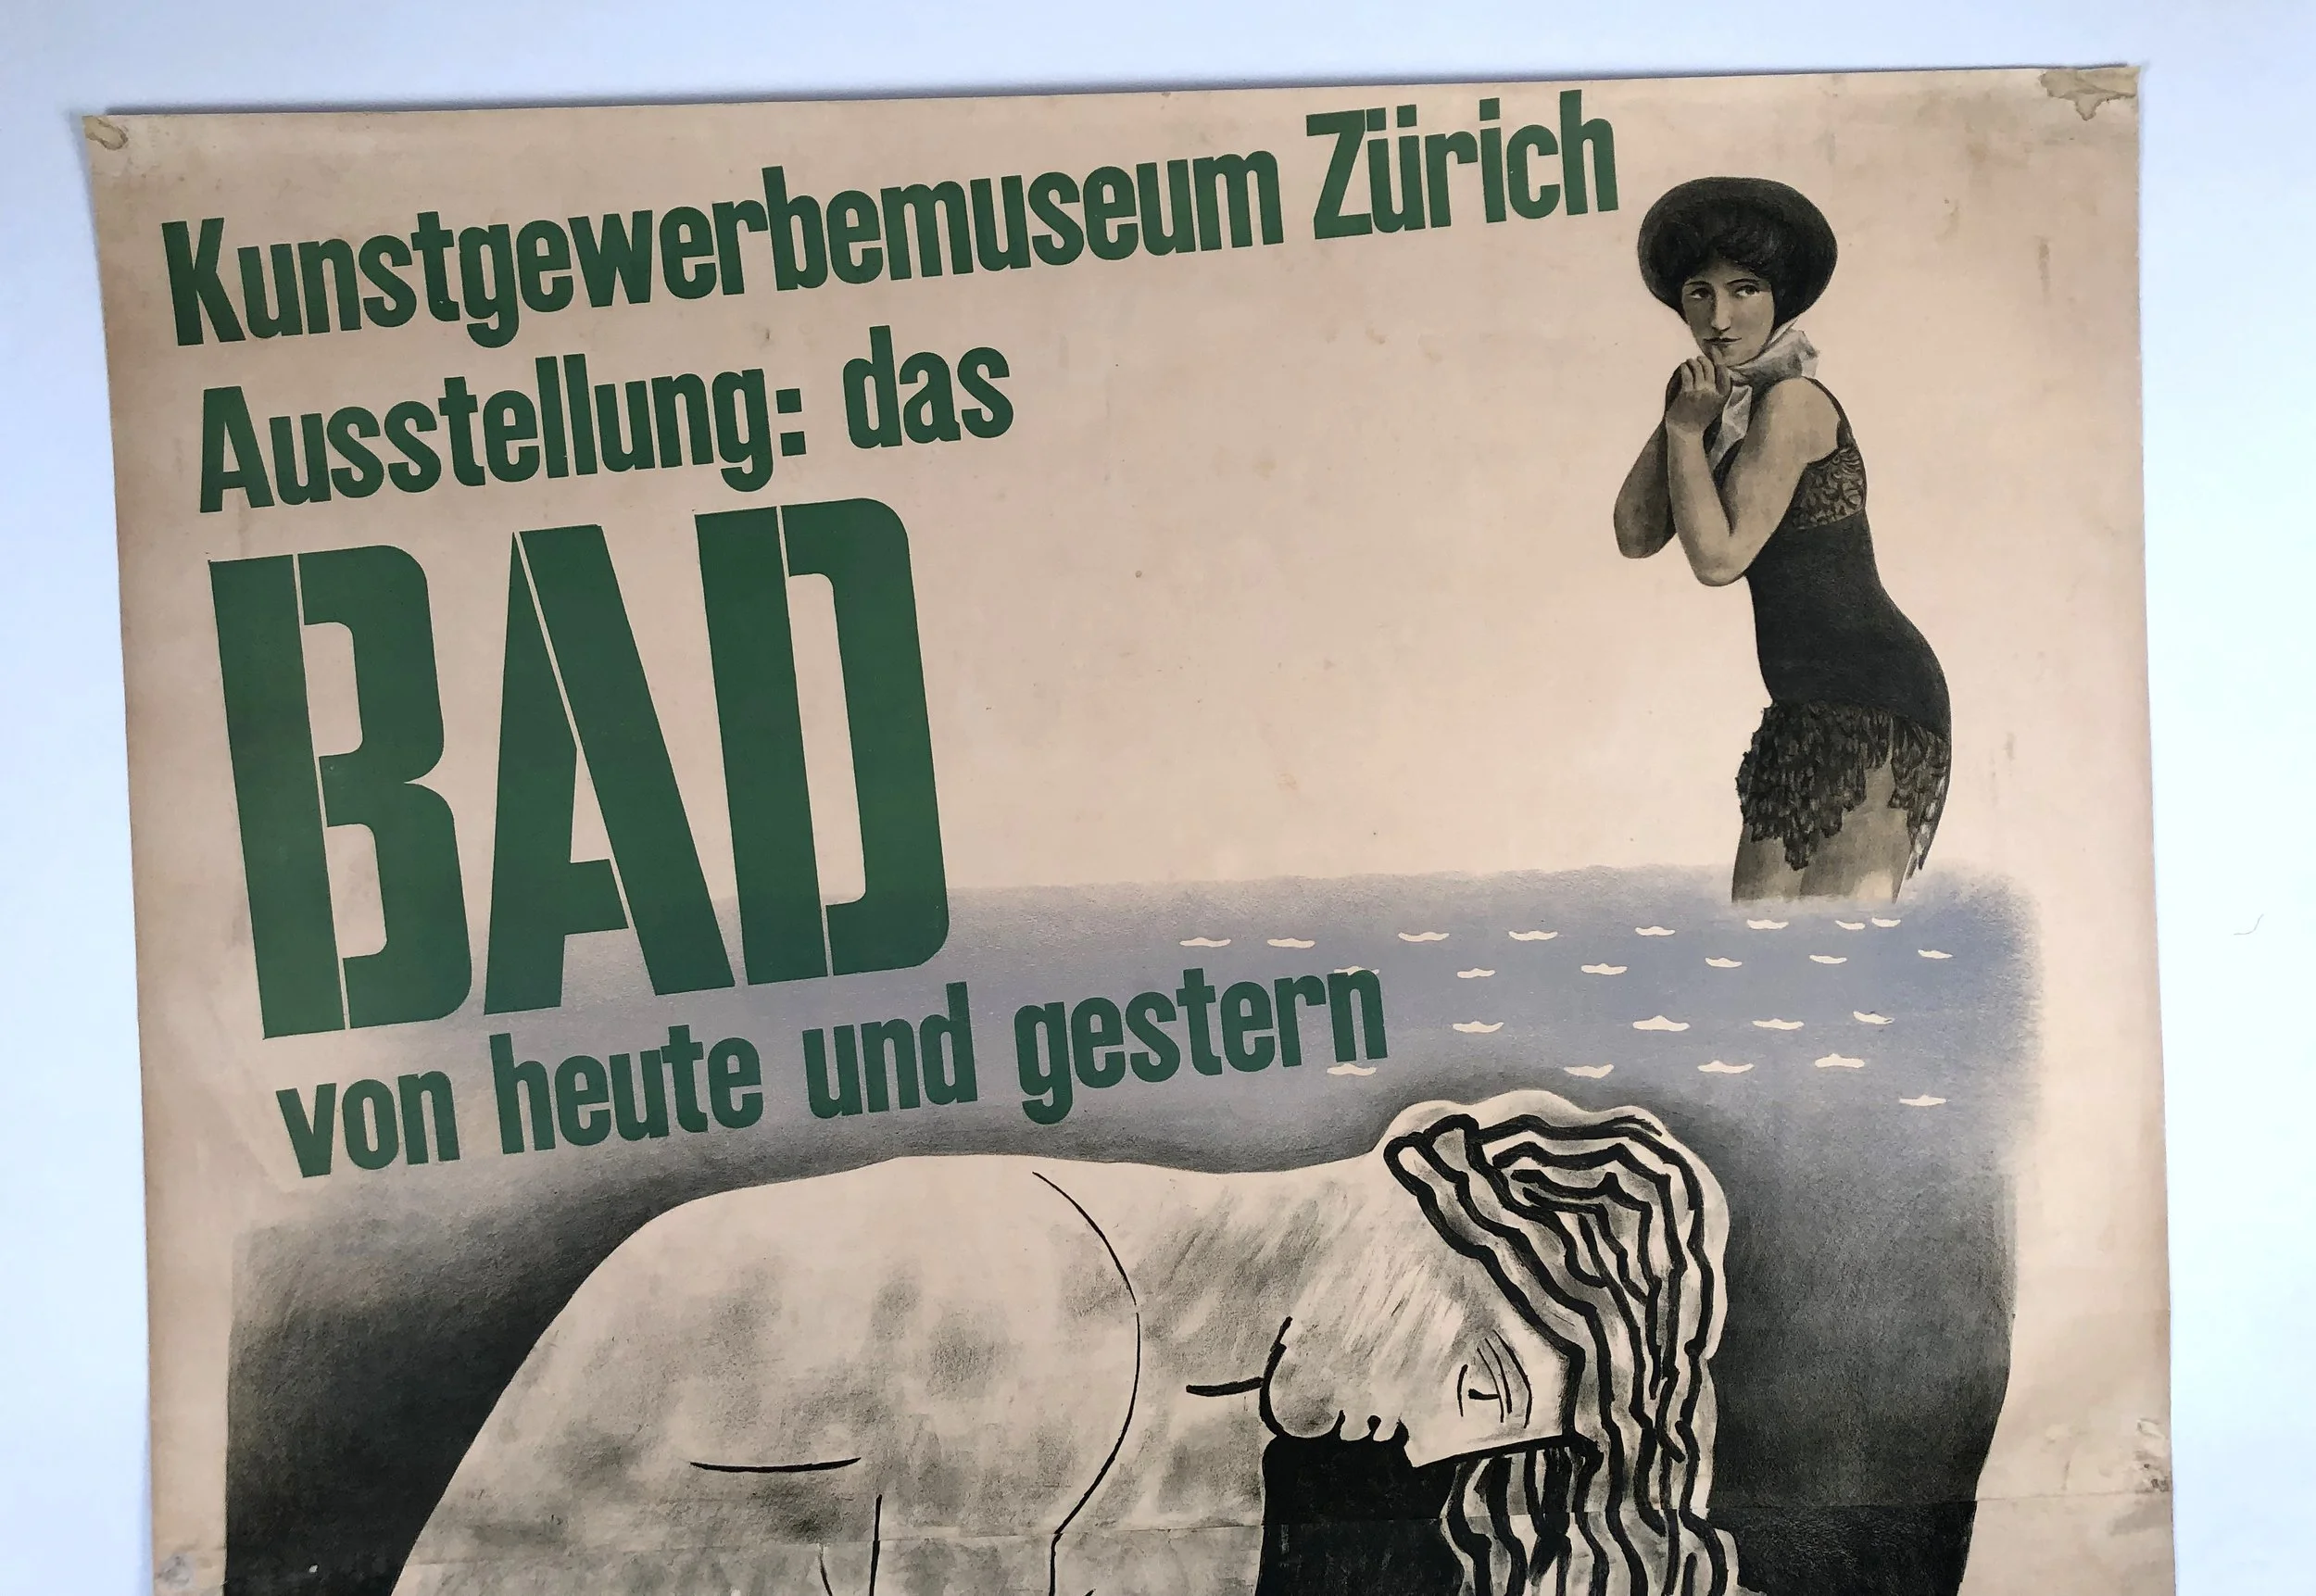 Kunstgewerbemuseum Zürich
Ausstellung: das
BAD
von heute und gestern